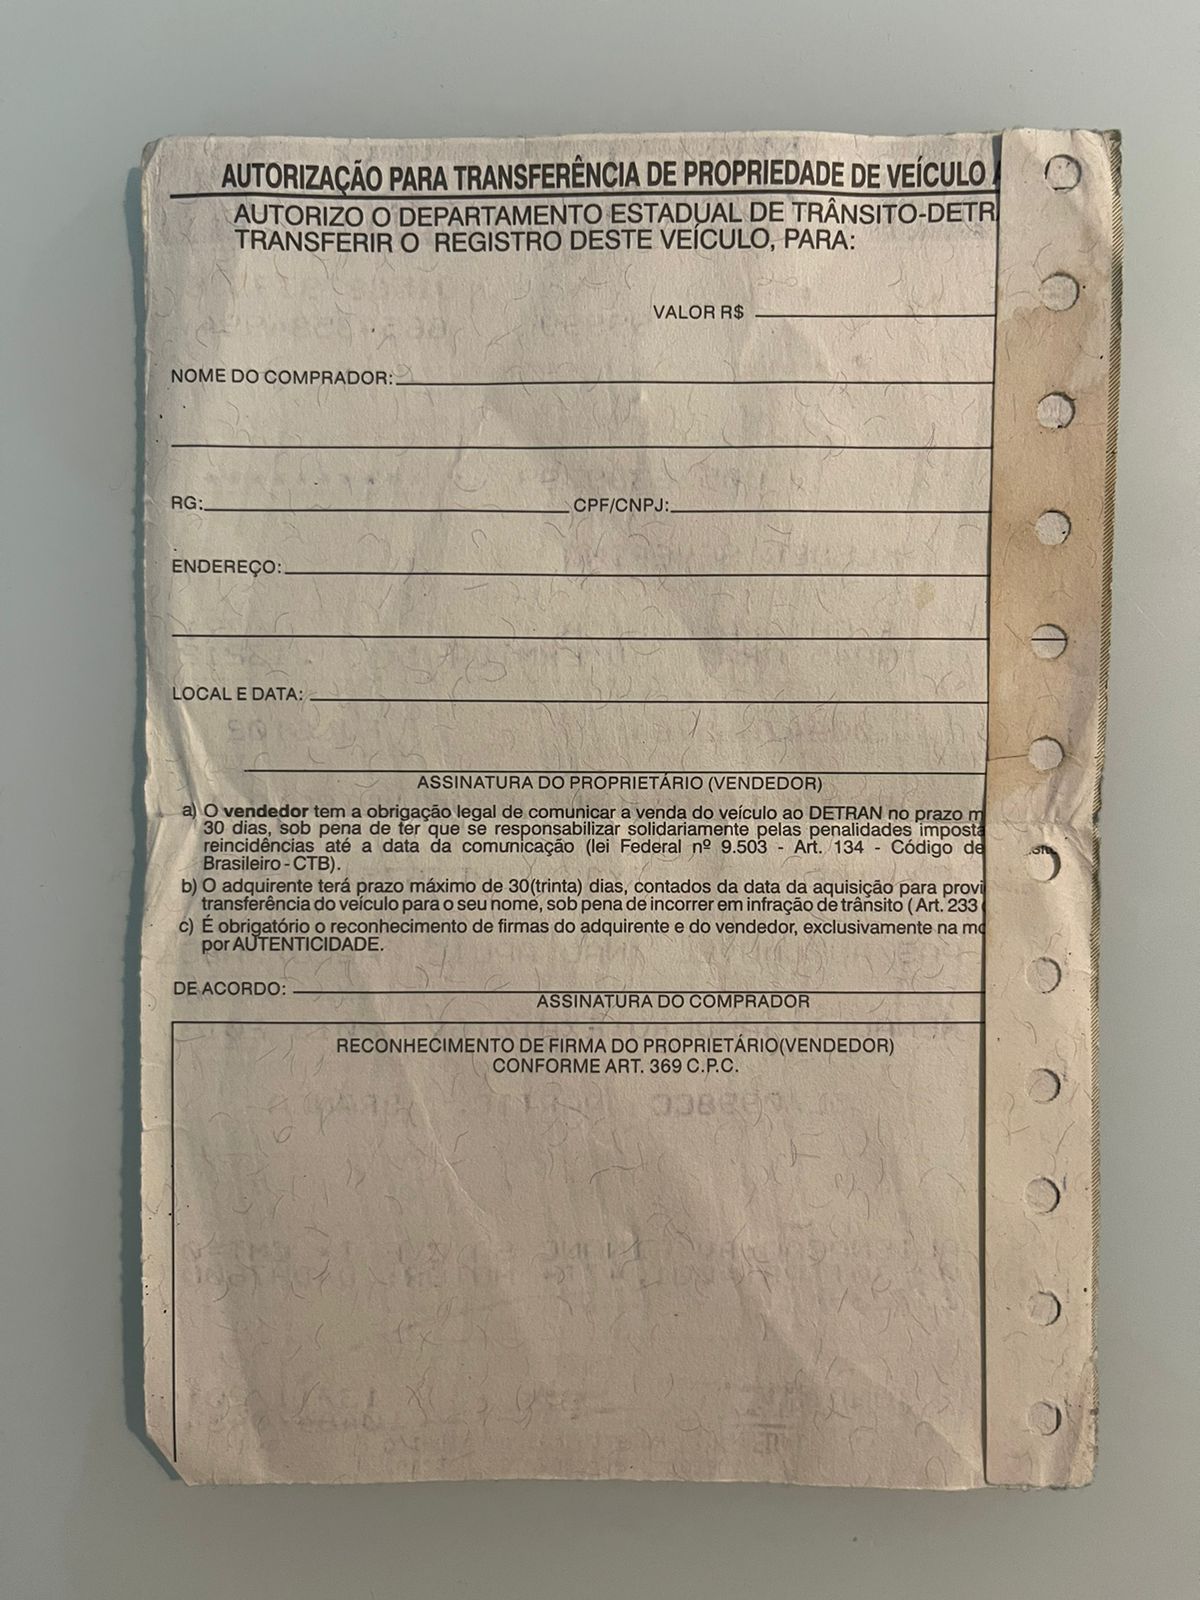 AUTORIZAÇÃO PARA TRANSFERÊNCIA DE PROPRIEDADE DE VEÍCULO
AUTORIZO O DEPARTAMENTO ESTADUAL DE TRÂNSITO-DETR
TRANSFERIR O REGISTRO DESTE VEÍCULO, PARA:
VALOR R$
NOME DO COMPRADOR:
RG: CPF/CNPJ:
ENDEREÇO:
LOCAL E DATA:
ASSINATURA DO PROPRIETÁRIO (VENDEDOR)
a) O vendedor tem a obrigação legal de comunicar a venda do veículo ao DETRAN no prazo m
30 dias, sob pena de ter que se responsabilizar solidariamente pelas penalidades imposta
reincidências até a data da comunicação (lei Federal nº 9.503 - Art. 134 - Código de
Brasileiro - CTB).
b) O adquirente terá prazo máximo de 30(trinta) dias, contados da data da aquisição para provi
transferência do veículo para o seu nome, sob pena de incorrer em infração de trânsito ( Art. 233
c) É obrigatório o reconhecimento de firmas do adquirente e do vendedor, exclusivamente na mo
por AUTENTICIDADE.
DE ACORDO:
ASSINATURA DO COMPRADOR
RECONHECIMENTO DE FIRMA DO PROPRIETÁRIO(VENDEDOR)
CONFORME ART. 369 C.P.C.